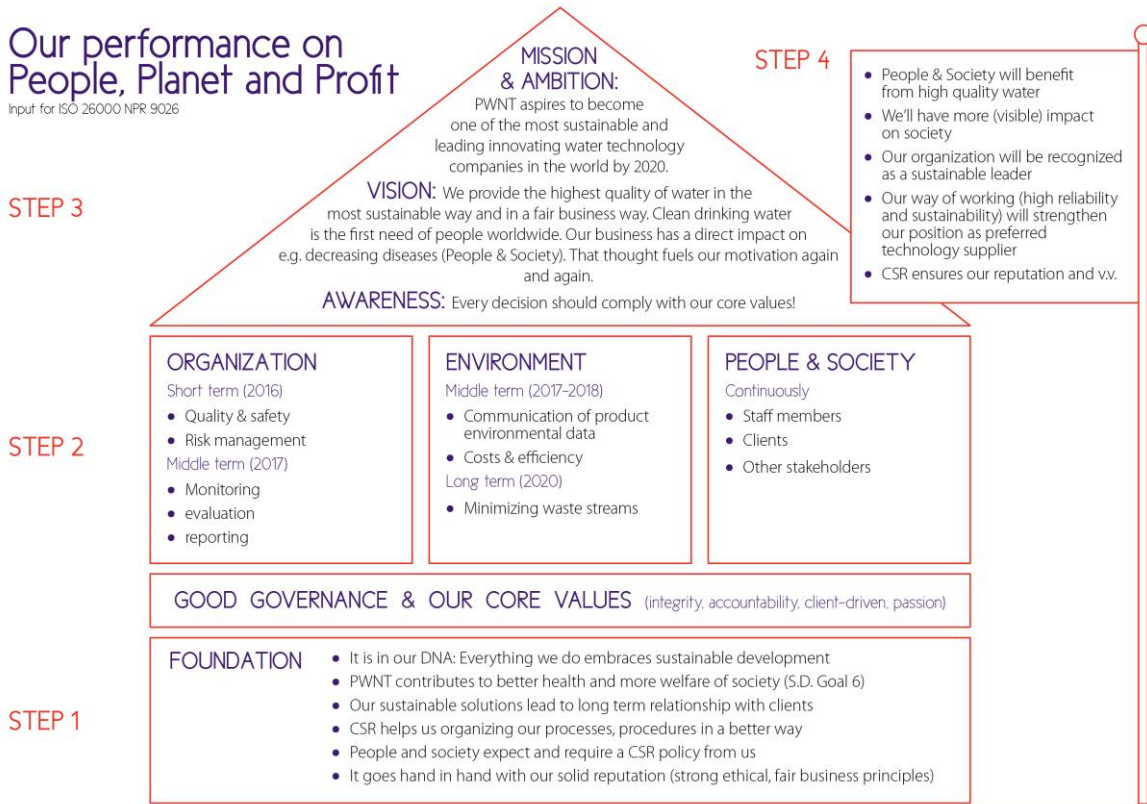 Our performance on
People, Planet and Profit
Input for ISO 26000 NPR 9026
STEP 4
• People & Society will benefit
from high quality water
• We'll have more (visible) impact
on society
• Our organization will be recognized
as a sustainable leader
• Our way of working (high reliability
and sustainability) will strengthen
our position as preferred
technology supplier
• CSR ensures our reputation and v.v.
STEP 3
MISSION
& AMBITION:
PWNT aspires to become
one of the most sustainable and
leading innovating water technology
companies in the world by 2020.
VISION: We provide the highest quality of water in the
most sustainable way and in a fair business way. Clean drinking water
is the first need of people worldwide. Our business has a direct impact on
e.g. decreasing diseases (People & Society). That thought fuels our motivation again
and again.
AWARENESS: Every decision should comply with our core values!
STEP 2
ORGANIZATION
Short term (2016)
• Quality & safety
• Risk management
Middle term (2017)
• Monitoring
• evaluation
• reporting
ENVIRONMENT
Middle term (2017-2018)
• Communication of product
environmental data
• Costs & efficiency
Long term (2020)
• Minimizing waste streams
PEOPLE & SOCIETY
Continuously
• Staff members
• Clients
• Other stakeholders
GOOD GOVERNANCE & OUR CORE VALUES (integrity, accountability, client-driven, passion)
STEP 1
FOUNDATION
• It is in our DNA: Everything we do embraces sustainable development
• PWNT contributes to better health and more welfare of society (S.D. Goal 6)
• Our sustainable solutions lead to long term relationship with clients
• CSR helps us organizing our processes, procedures in a better way
• People and society expect and require a CSR policy from us
• It goes hand in hand with our solid reputation (strong ethical, fair business principles)